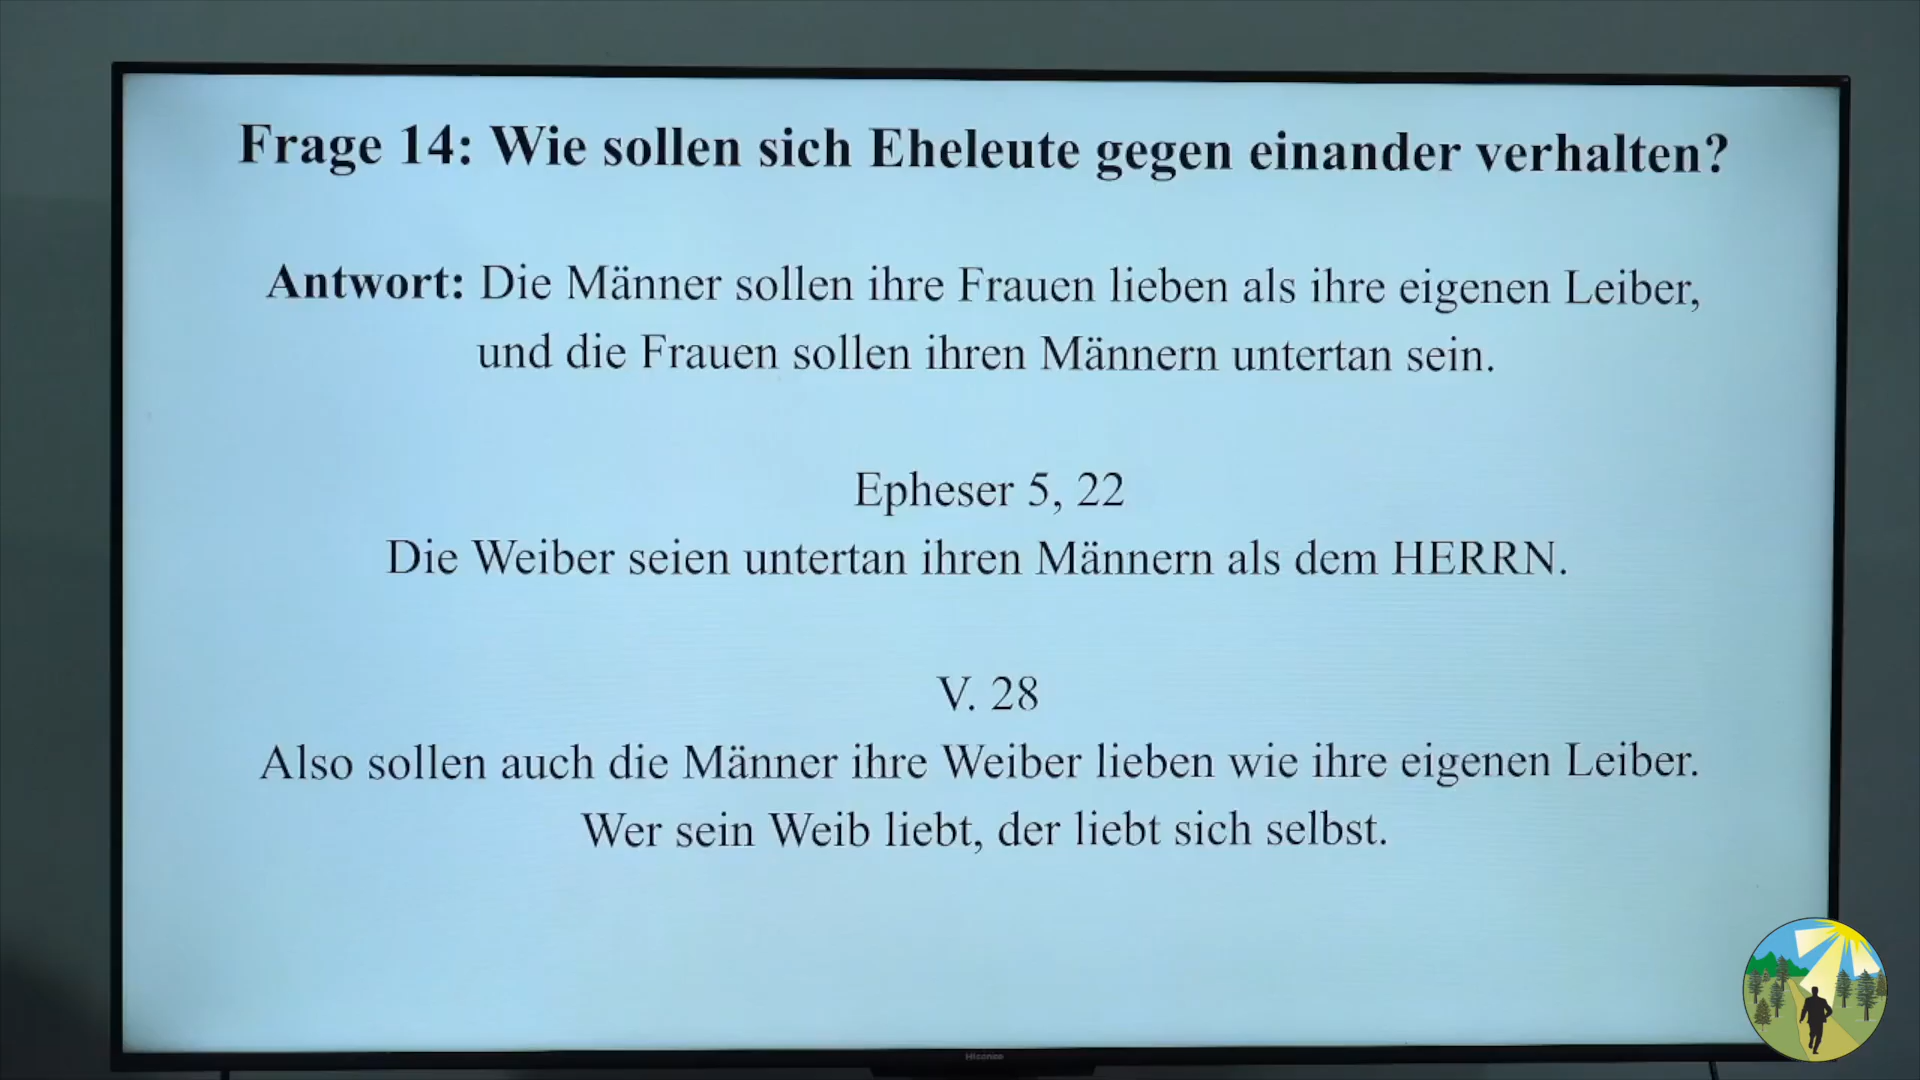 Frage 14: Wie sollen sich Eheleute gegen einander verhalten?
Antwort: Die Männer sollen ihre Frauen lieben als ihre eigenen Leiber,
und die Frauen sollen ihren Männern untertan sein.
Epheser 5, 22
Die Weiber seien untertan ihren Männern als dem HERRN.
V. 28
Also sollen auch die Männer ihre Weiber lieben wie ihre eigenen Leiber.
Wer sein Weib liebt, der liebt sich selbst.
Hisense